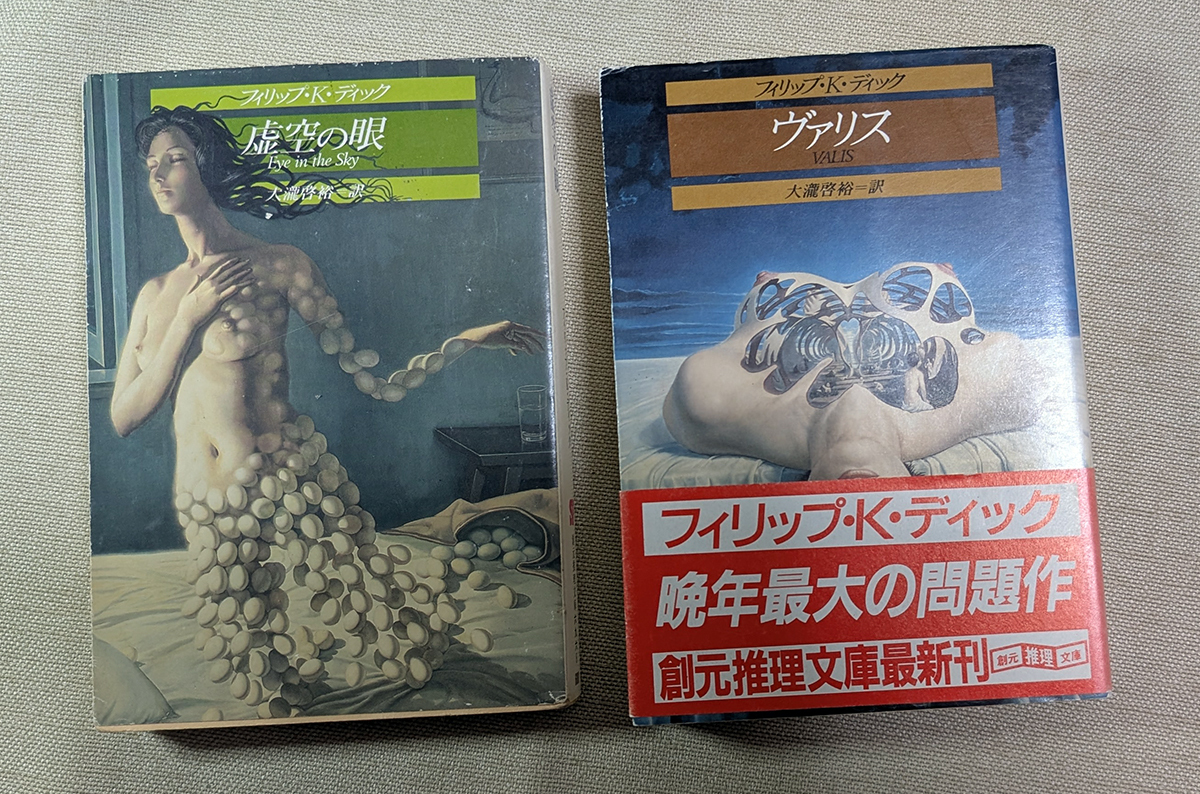 フィリップ・K・ディック
虚空の眼
Eye in the Sky
大瀧啓裕＝訳
フィリップ・K・ディック
ヴァリス
VALIS
大瀧啓裕＝訳
フィリップ・K・ディック
晩年最大の問題作
創元推理文庫最新刊
創元 推理 文庫